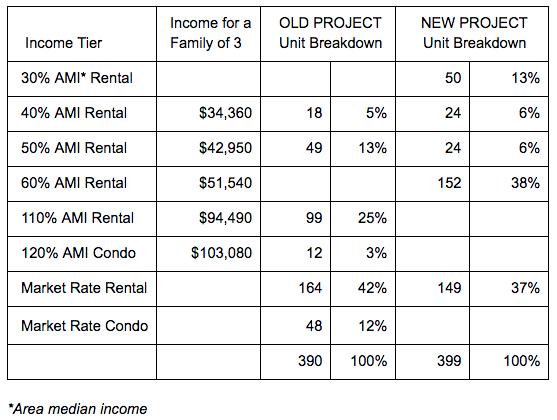 Income Tier Income for a Family of 3 OLD PROJECT Unit Breakdown NEW PROJECT Unit Breakdown
30% AMI* Rental 50 13%
40% AMI Rental $34,360 18 5% 24 6%
50% AMI Rental $42,950 49 13% 24 6%
60% AMI Rental $51,540 152 38%
110% AMI Rental $94,490 99 25%
120% AMI Condo $103,080 12 3%
Market Rate Rental 164 42% 149 37%
Market Rate Condo 48 12%
390 100% 399 100%
*Area median income